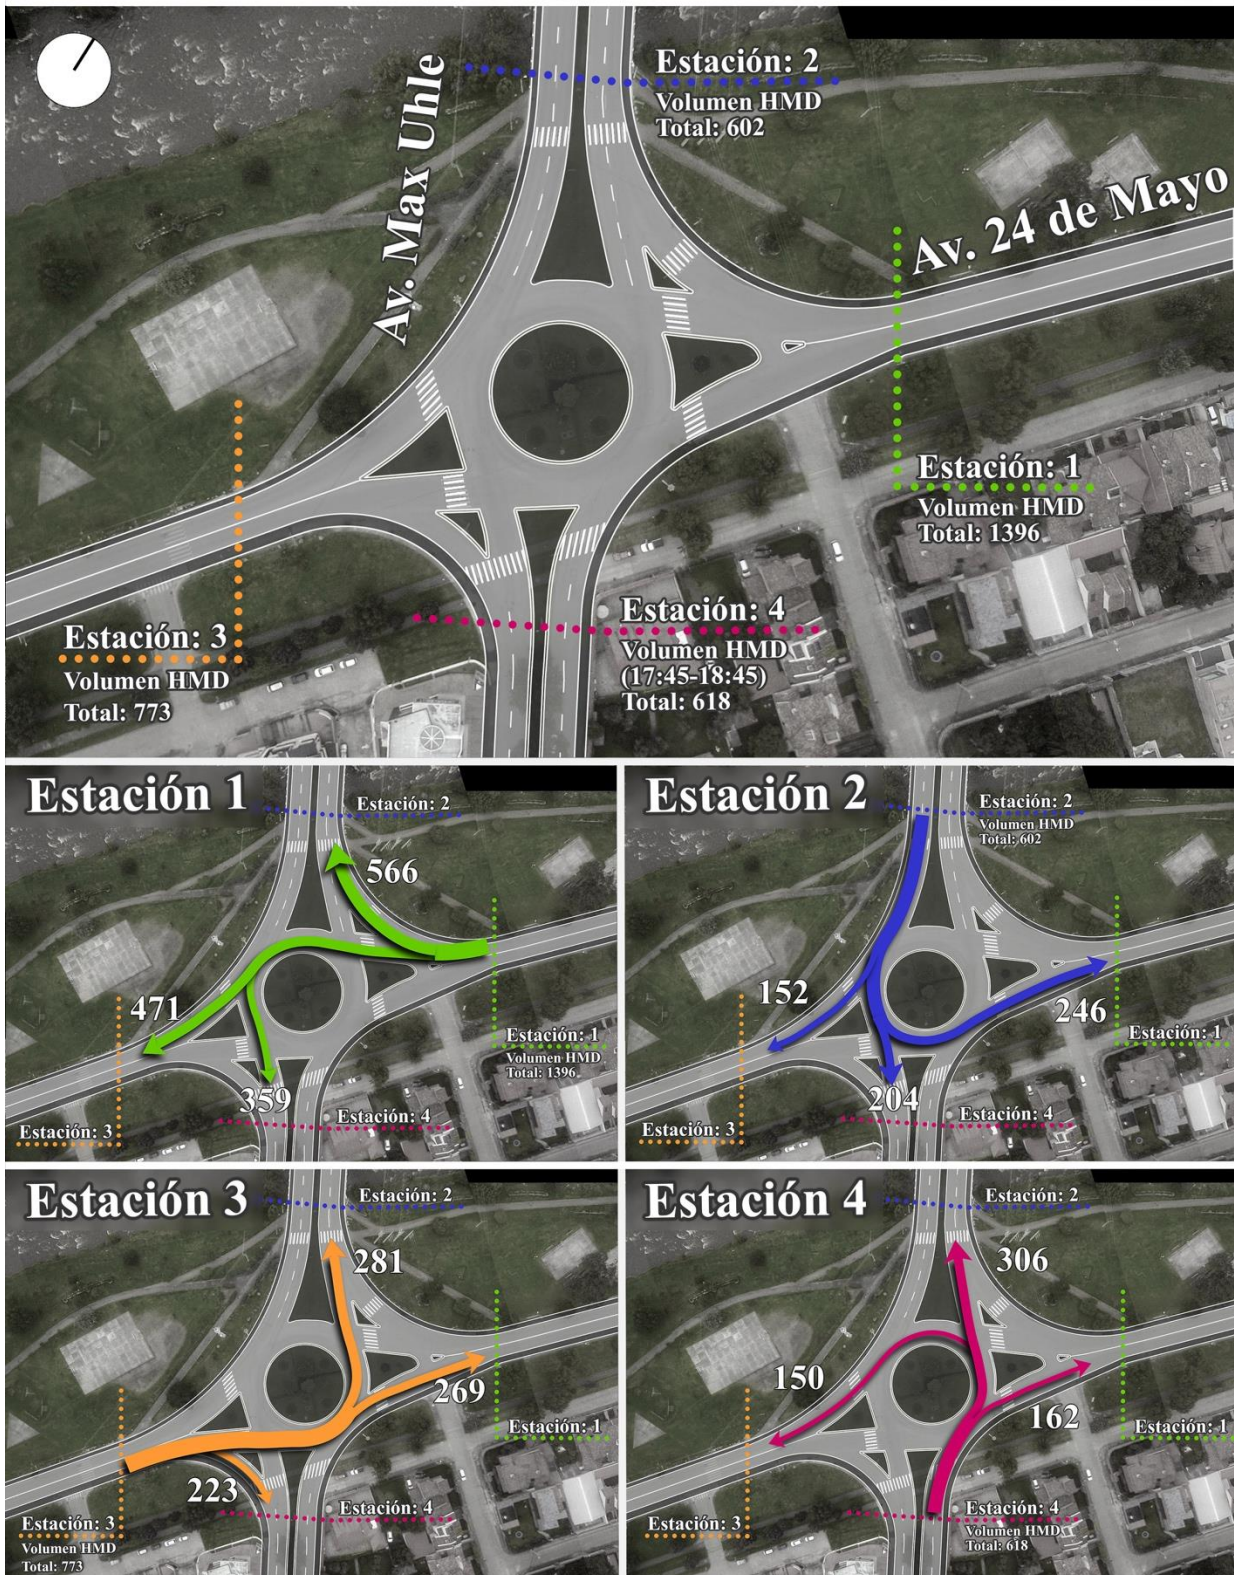 Av. Max Uhle
Estación: 2
Volumen HMD
Total: 602
Av. 24 de Mayo
Estación: 1
Volumen HMD
Total: 1396
Estación: 3
Volumen HMD
Total: 773
Estación: 4
Volumen HMD
(17:45-18:45)
Total: 618
Estación 1
Estación: 2
566
471
359
Estación: 1
Volumen HMD
Total: 1396
Estación: 4
Estación: 3
Estación 2
Estación: 2
Volumen HMD
Total: 602
152
246
204
Estación: 1
Estación: 4
Estación: 3
Estación 3
Estación: 2
281
269
223
Estación: 1
Estación: 4
Estación: 3
Volumen HMD
Total: 773
Estación 4
Estación: 2
306
150
162
Estación: 1
Estación: 4
Volumen HMD
Total: 618
Estación: 3